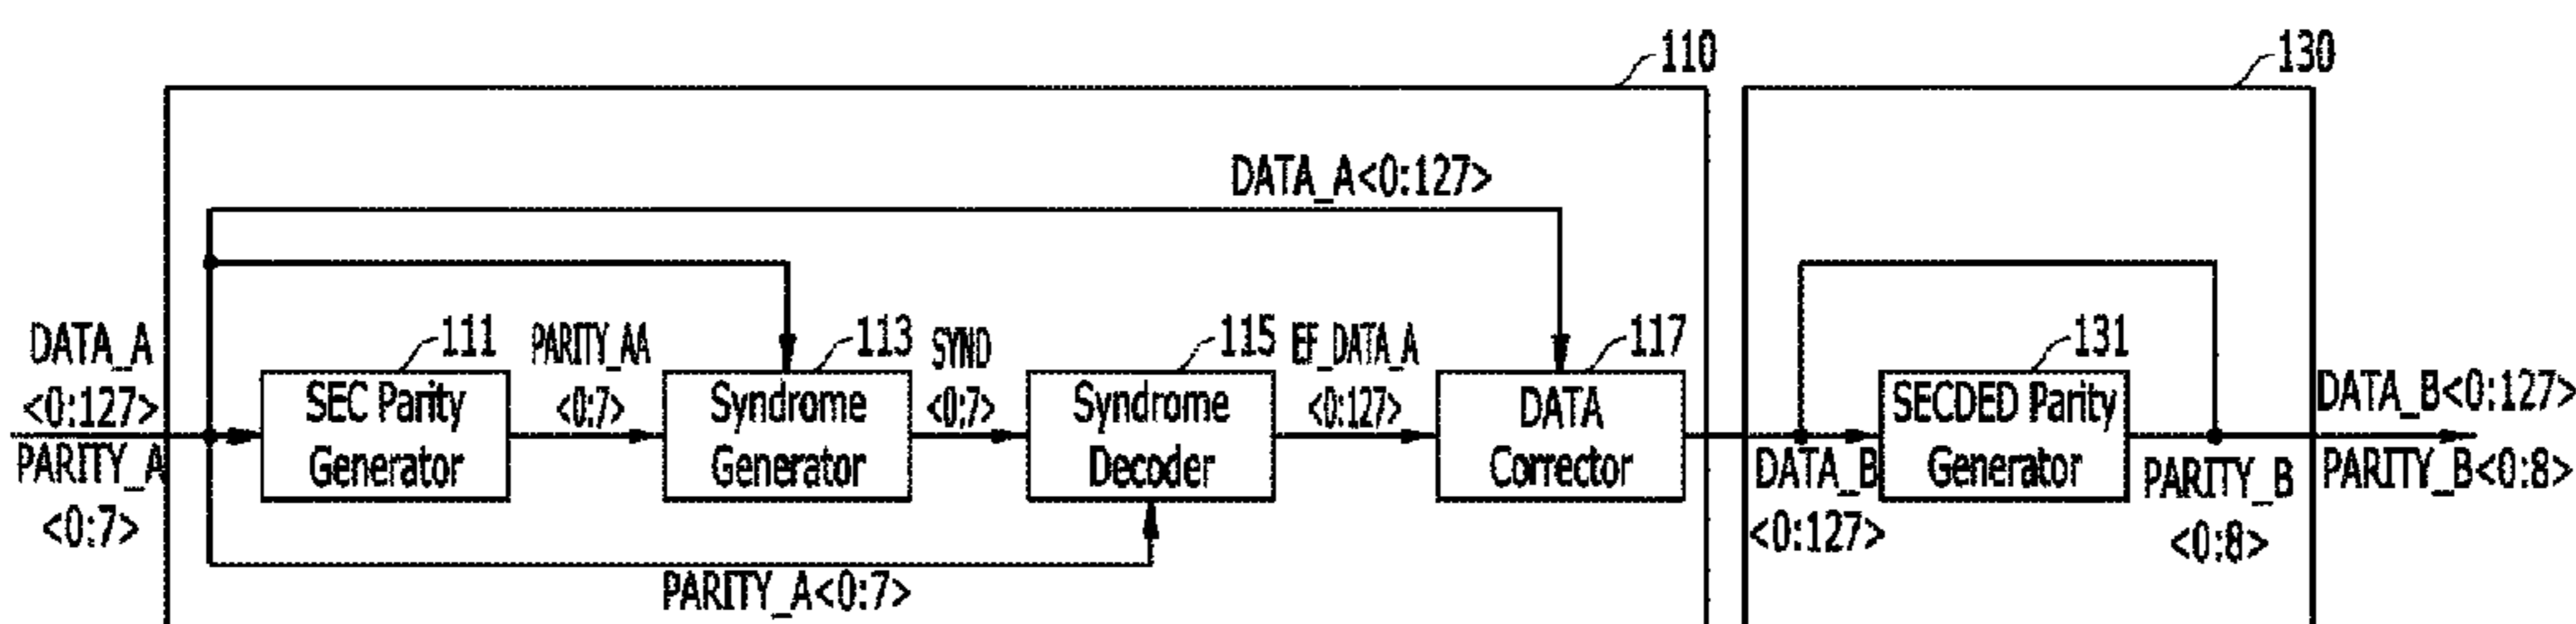 110
130
DATA_A<0:127>
DATA_A
<0:127>
PARITY_A
<0:7>
111
SEC Parity
Generator
PARITY_AA
<0:7>
113
Syndrome
Generator
SYND
<0:7>
115
Syndrome
Decoder
EF_DATA_A
<0:127>
117
DATA
Corrector
PARITY_A<0:7>
DATA_B
<0:127>
131
SECDED Parity
Generator
PARITY_B
<0:8>
DATA_B<0:127>
PARITY_B<0:8>